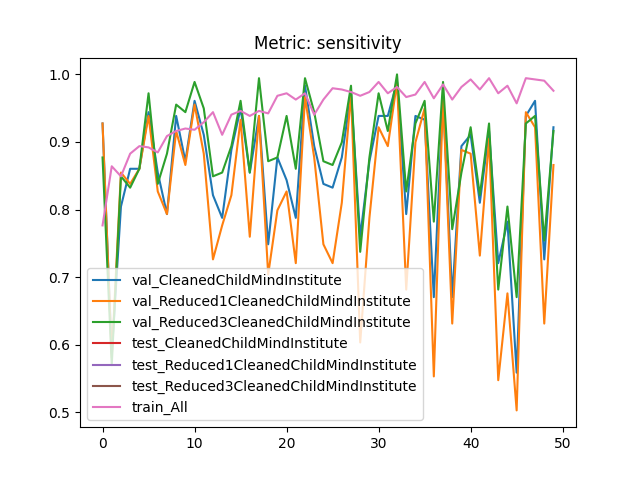 Metric: sensitivity
1.0
0.9
0.8
0.7
0.6
0.5
val_CleanedChildMindInstitute
val_Reduced1CleanedChildMindInstitute
val_Reduced3CleanedChildMindInstitute
test_CleanedChildMindInstitute
test_Reduced1CleanedChildMindInstitute
test_Reduced3CleanedChildMindInstitute
train_All
0 10 20 30 40 50